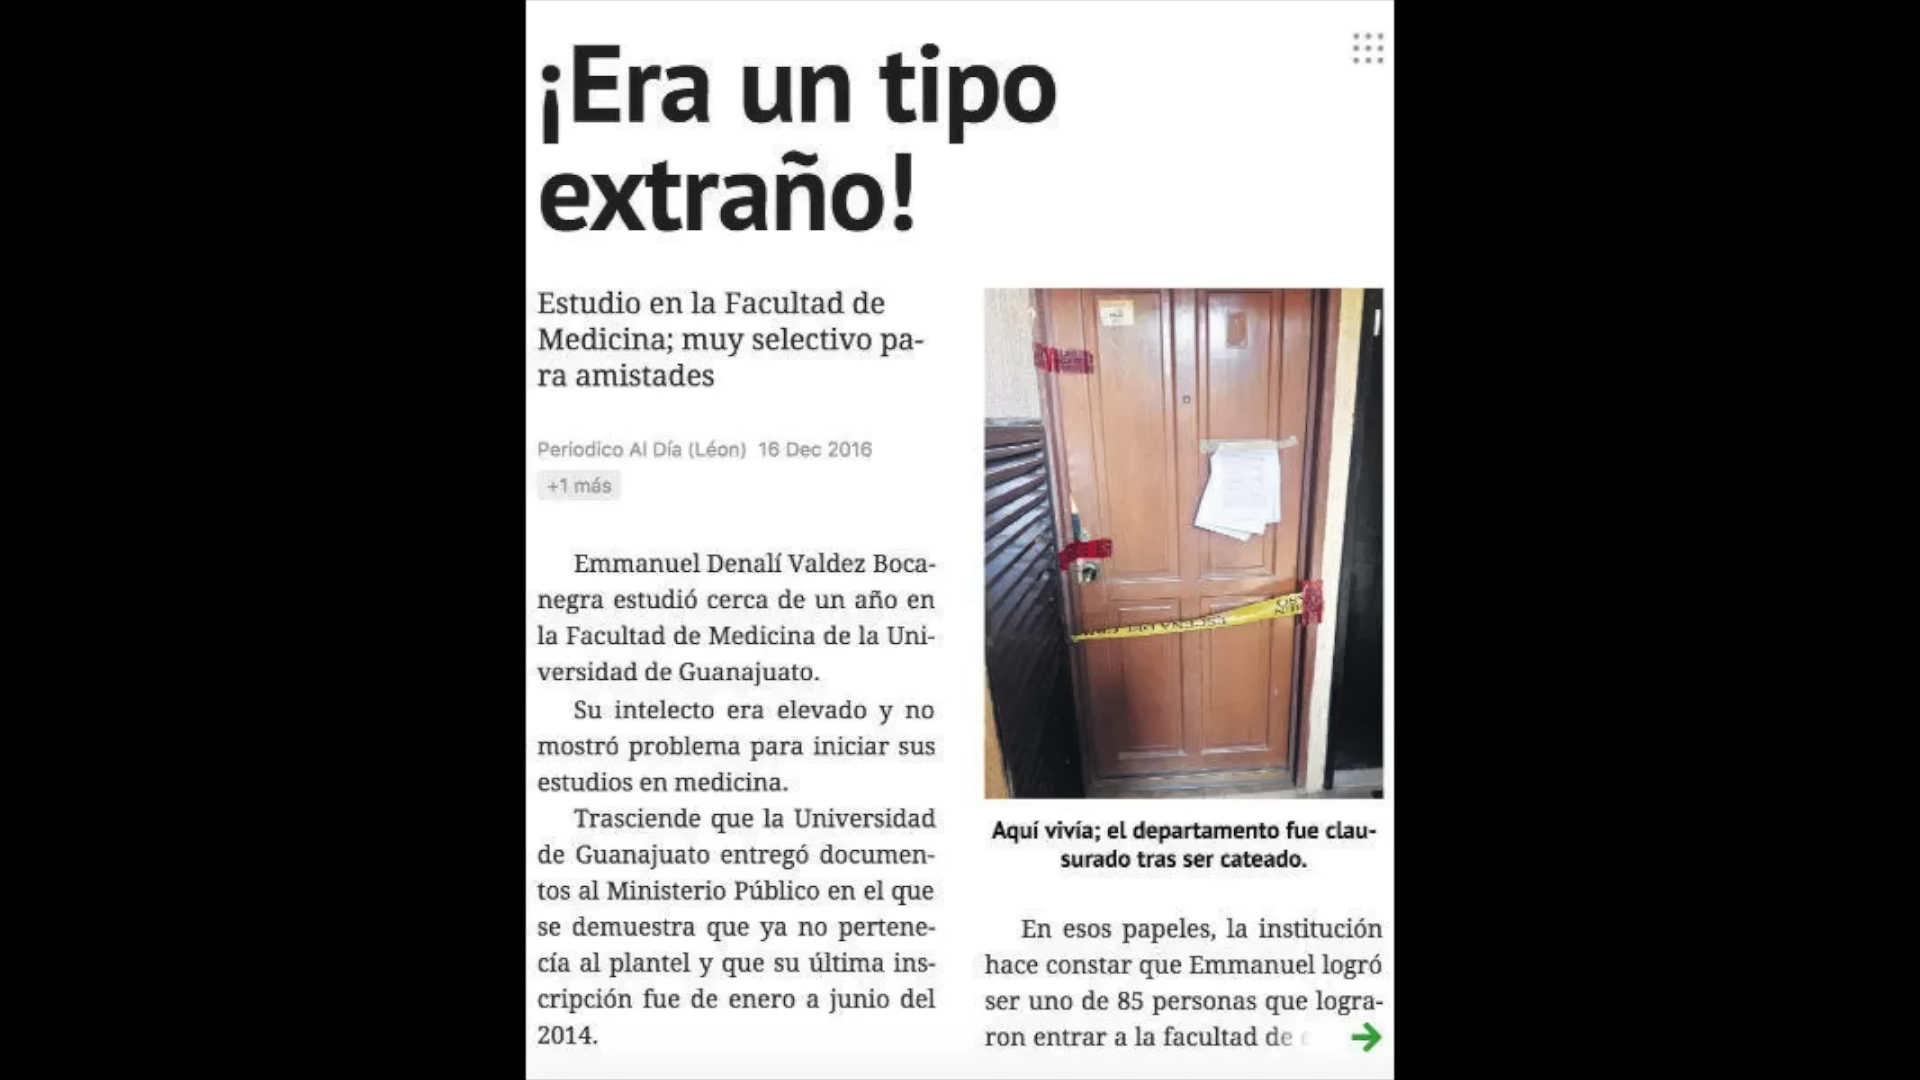 ¡Era un tipo
extraño!
Estudio en la Facultad de
Medicina; muy selectivo pa-
ra amistades
Periodico Al Día (Léon) 16 Dec 2016
+1 más
Emmanuel Denalí Valdez Boca-
negra estudió cerca de un año en
la Facultad de Medicina de la Uni-
versidad de Guanajuato.
Su intelecto era elevado y no
mostró problema para iniciar sus
estudios en medicina.
Trasciende que la Universidad
de Guanajuato entregó documen-
tos al Ministerio Público en el que
se demuestra que ya no pertene-
cía al plantel y que su última ins-
cripción fue de enero a junio del
2014.
Aquí vivía; el departamento fue clau-
surado tras ser cateado.
En esos papeles, la institución
hace constar que Emmanuel logró
ser uno de 85 personas que logra-
ron entrar a la facultad de